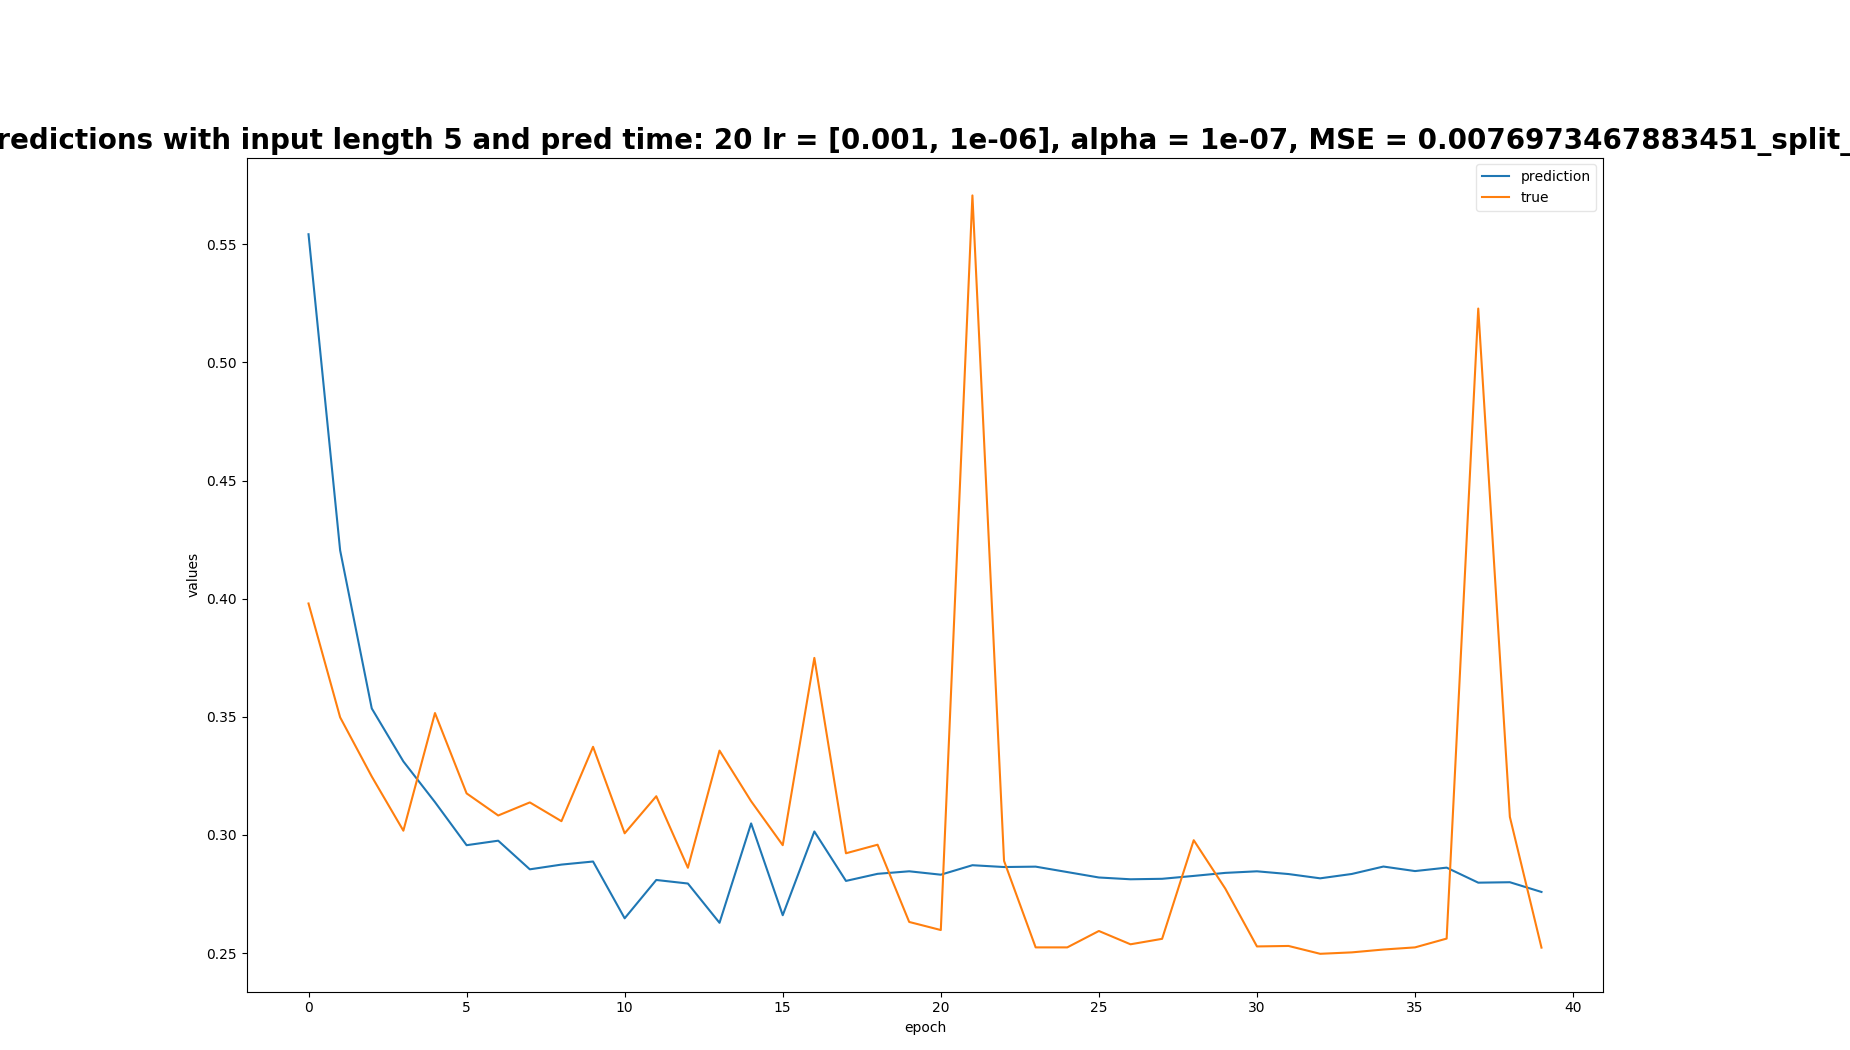 redictions with input length 5 and pred time: 20 lr = [0.001, 1e-06], alpha = 1e-07, MSE = 0.0076973467883451_split_
prediction
true
0.55
0.50
0.45
0.40
0.35
0.30
0.25
values
0 5 10 15 20 25 30 35 40
epoch